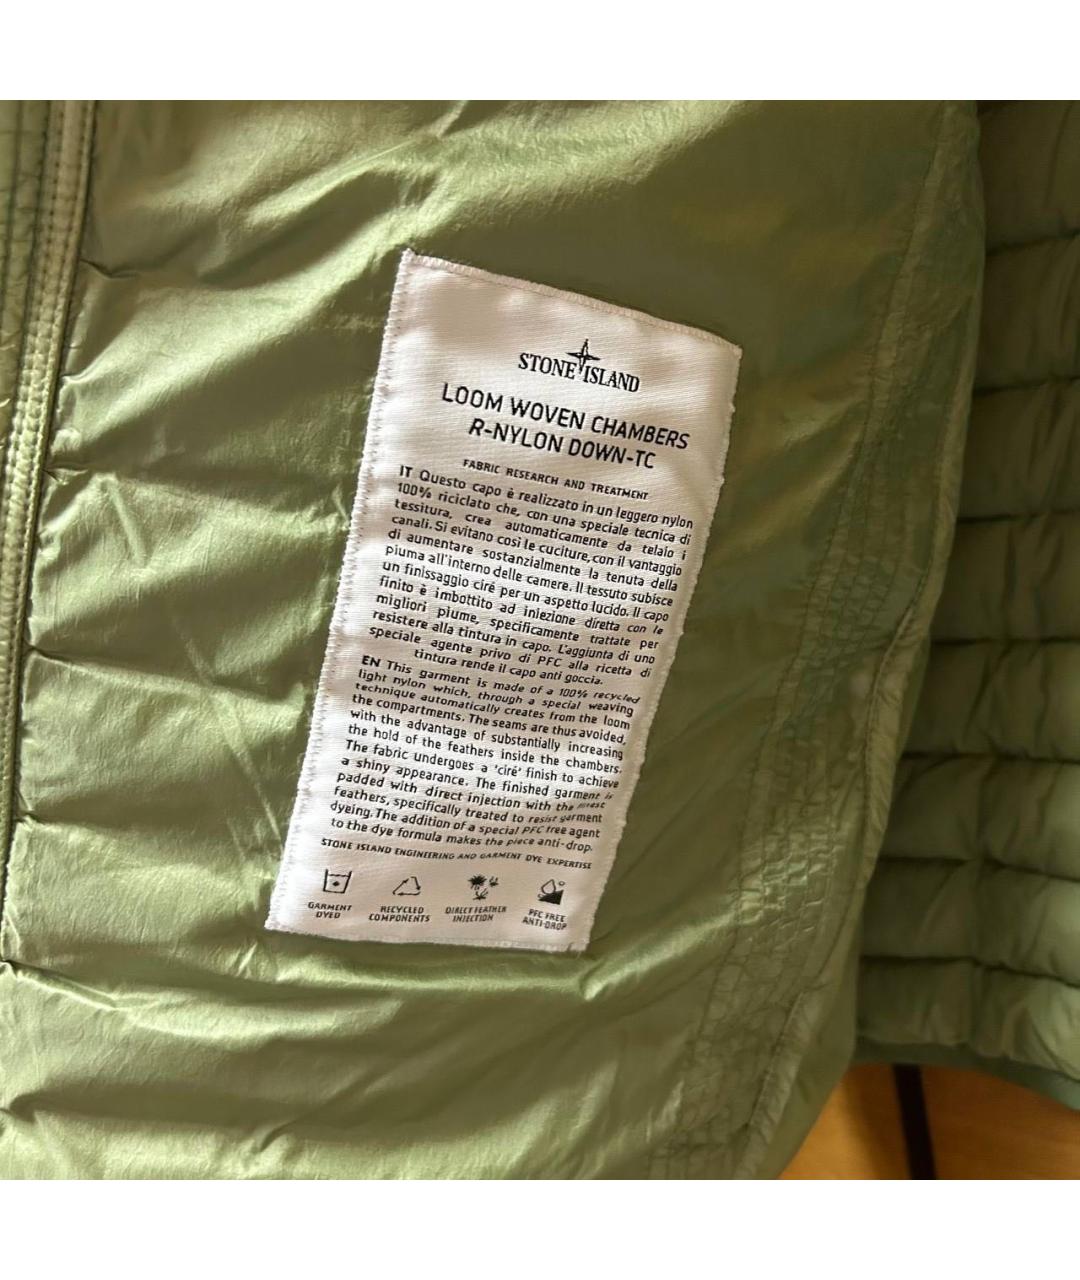 STONE ISLAND
LOOM WOVEN CHAMBERS
R-NYLON DOWN-TC
FABRIC RESEARCH AND TREATMENT
IT Questo capo è realizzato in un leggero nylon
100% riciclato che, con una speciale tecnica di
tessitura, crea automaticamente da telaio i
canali. Si evitano così le cuciture, con il vantaggio
di aumentare sostanzialmente la tenuta della
piuma all'interno delle camere. Il tessuto subisce
un finissaggio ciré per un aspetto lucido. Il capo
finito è imbottito ad iniezione diretta con le
migliori piume, specificamente trattate per
resistere alla tintura in capo. L'aggiunta di uno
speciale agente privo di PFC alla ricetta di
tintura rende il capo anti goccia.
EN This garment is made of a 100% recycled
light nylon which, through a special weaving
technique automatically creates from the loom
the compartments. The seams are thus avoided,
with the advantage of substantially increasing
the hold of the feathers inside the chambers.
The fabric undergoes a 'ciré' finish to achieve
a shiny appearance. The finished garment is
padded with direct injection with the finest
feathers, specifically treated to resist garment
dyeing. The addition of a special PFC free agent
to the dye formula makes the piece anti-drop.
STONE ISLAND ENGINEERING AND GARMENT DYE EXPERTISE
GARMENT
DYED
RECYCLED
COMPONENTS
DIRECT FEATHER
INJECTION
PFC FREE
ANTI-DROP